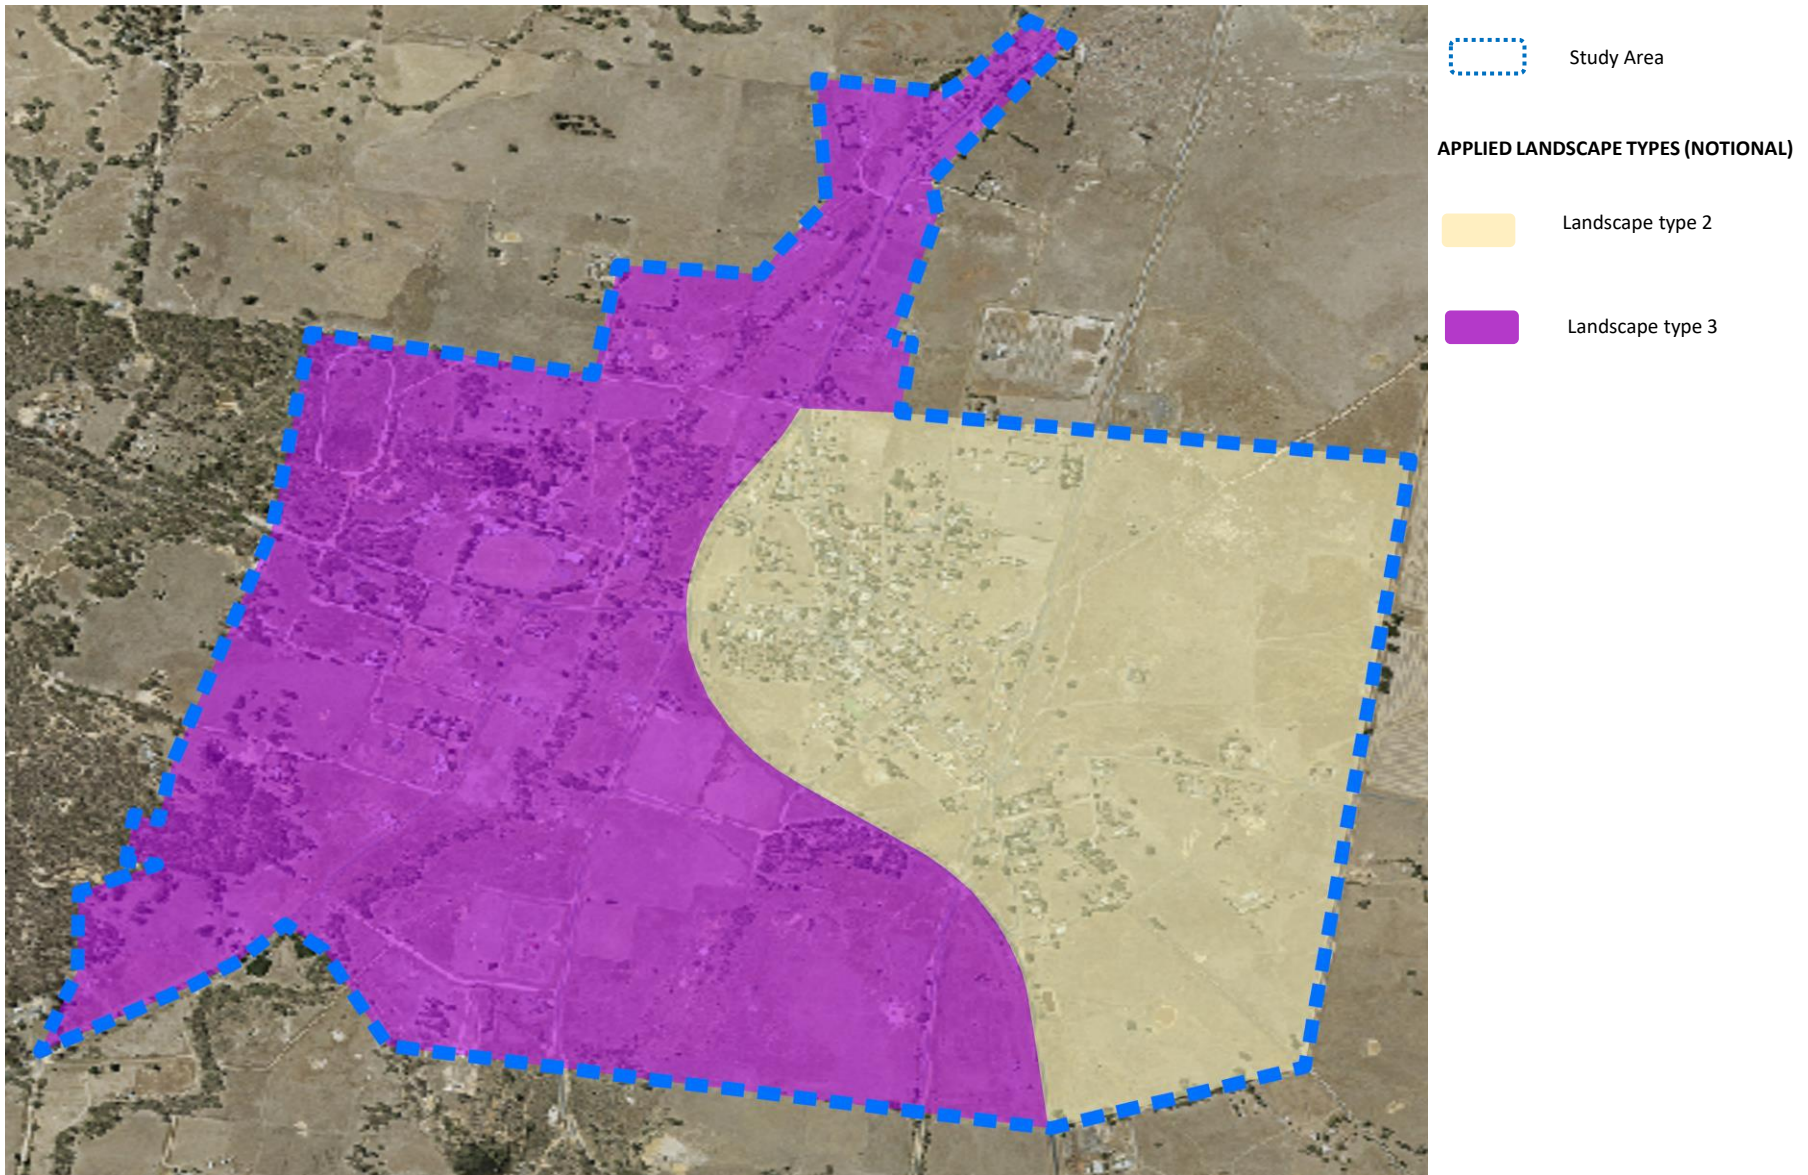 Study Area
APPLIED LANDSCAPE TYPES (NOTIONAL)
Landscape type 2
Landscape type 3